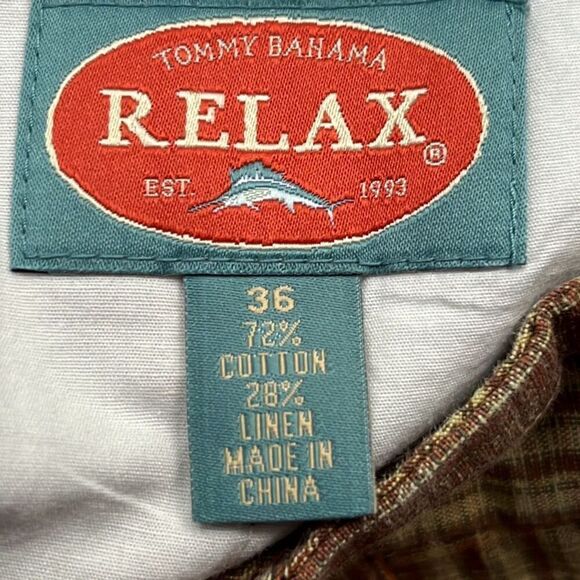 TOMMY BAHAMA
RELAX®
EST. 1993
36
72%
COTTON
28%
LINEN
MADE IN
CHINA